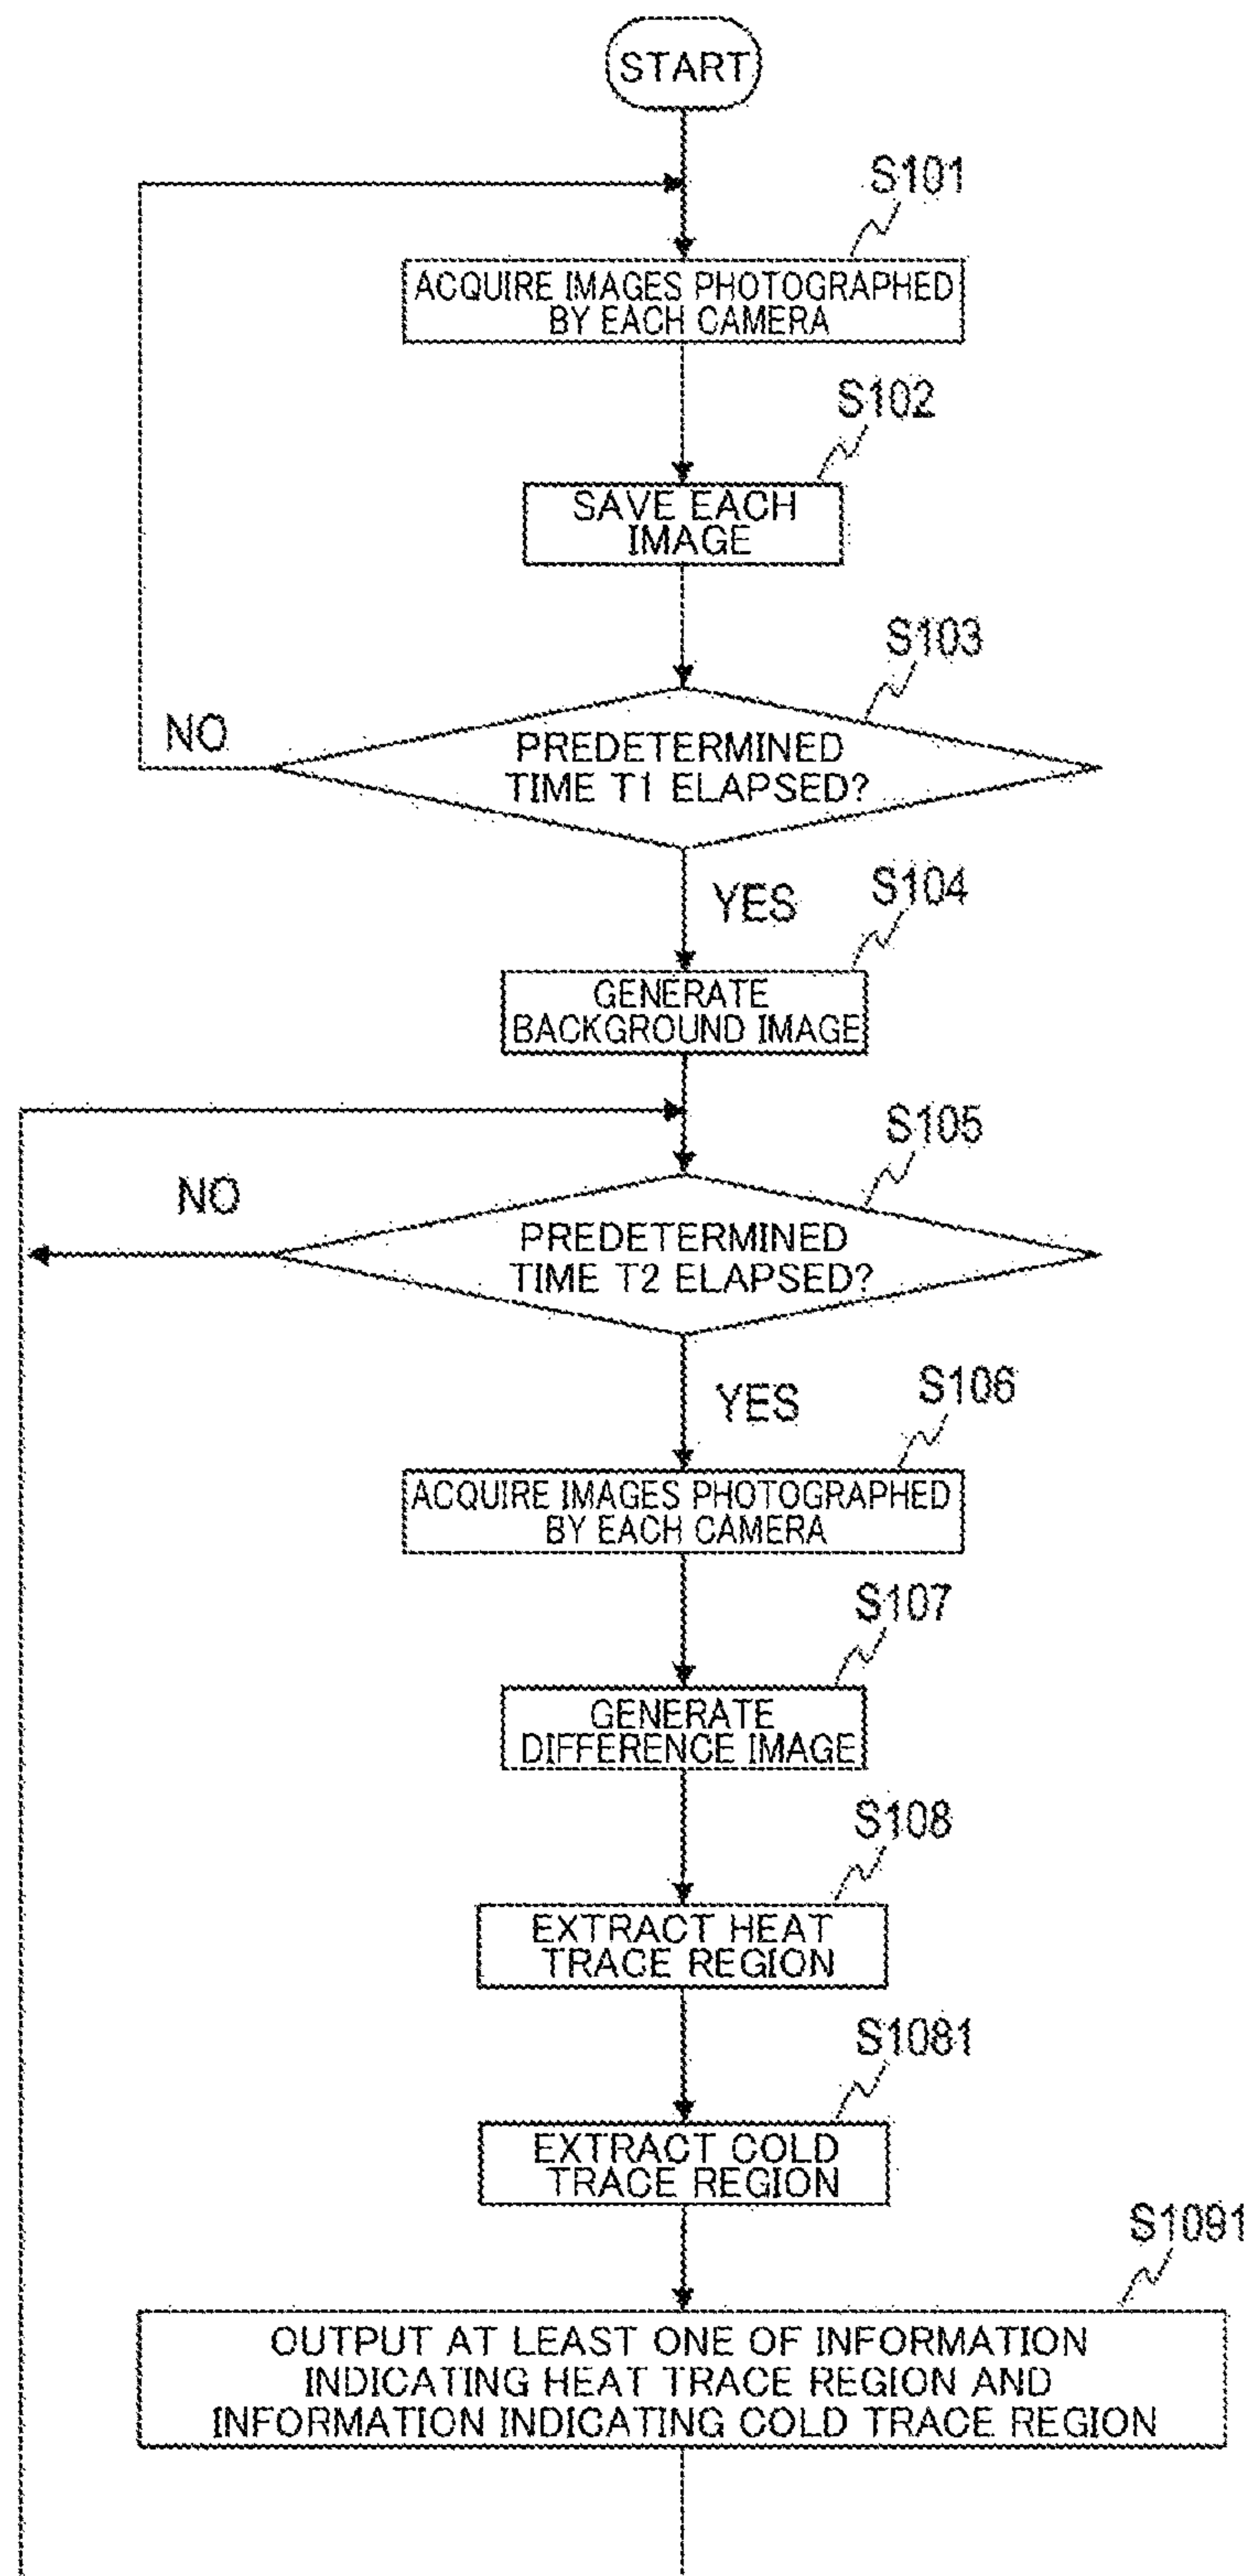 START
S101
ACQUIRE IMAGES PHOTOGRAPHED
BY EACH CAMERA
S102
SAVE EACH
IMAGE
S103
NO
PREDETERMINED
TIME T1 ELAPSED?
YES
S104
GENERATE
BACKGROUND IMAGE
S105
NO
PREDETERMINED
TIME T2 ELAPSED?
YES
S106
ACQUIRE IMAGES PHOTOGRAPHED
BY EACH CAMERA
S107
GENERATE
DIFFERENCE IMAGE
S108
EXTRACT HEAT
TRACE REGION
S1081
EXTRACT COLD
TRACE REGION
S1091
OUTPUT AT LEAST ONE OF INFORMATION
INDICATING HEAT TRACE REGION AND
INFORMATION INDICATING COLD TRACE REGION